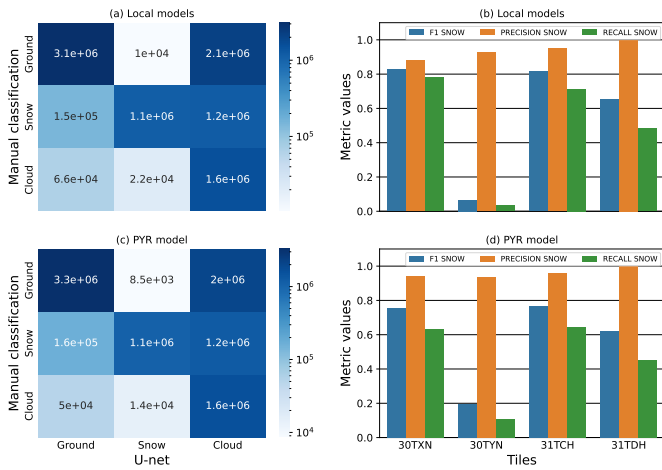 (a) Local models
Manual classification
Ground
Snow
Cloud
3.1e+06 1e+04 2.1e+06
1.5e+05 1.1e+06 1.2e+06
6.6e+04 2.2e+04 1.6e+06
10^6
10^5
(b) Local models
F1 SNOW PRECISION SNOW RECALL SNOW
Metric values
1.0
0.8
0.6
0.4
0.2
0.0
(c) PYR model
Manual classification
Ground
Snow
Cloud
3.3e+06 8.5e+03 2e+06
1.6e+05 1.1e+06 1.2e+06
5e+04 1.4e+04 1.6e+06
Ground Snow Cloud
U-net
10^6
10^5
10^4
(d) PYR model
F1 SNOW PRECISION SNOW RECALL SNOW
Metric values
1.0
0.8
0.6
0.4
0.2
0.0
30TXN 30TYN 31TCH 31TDH
Tiles